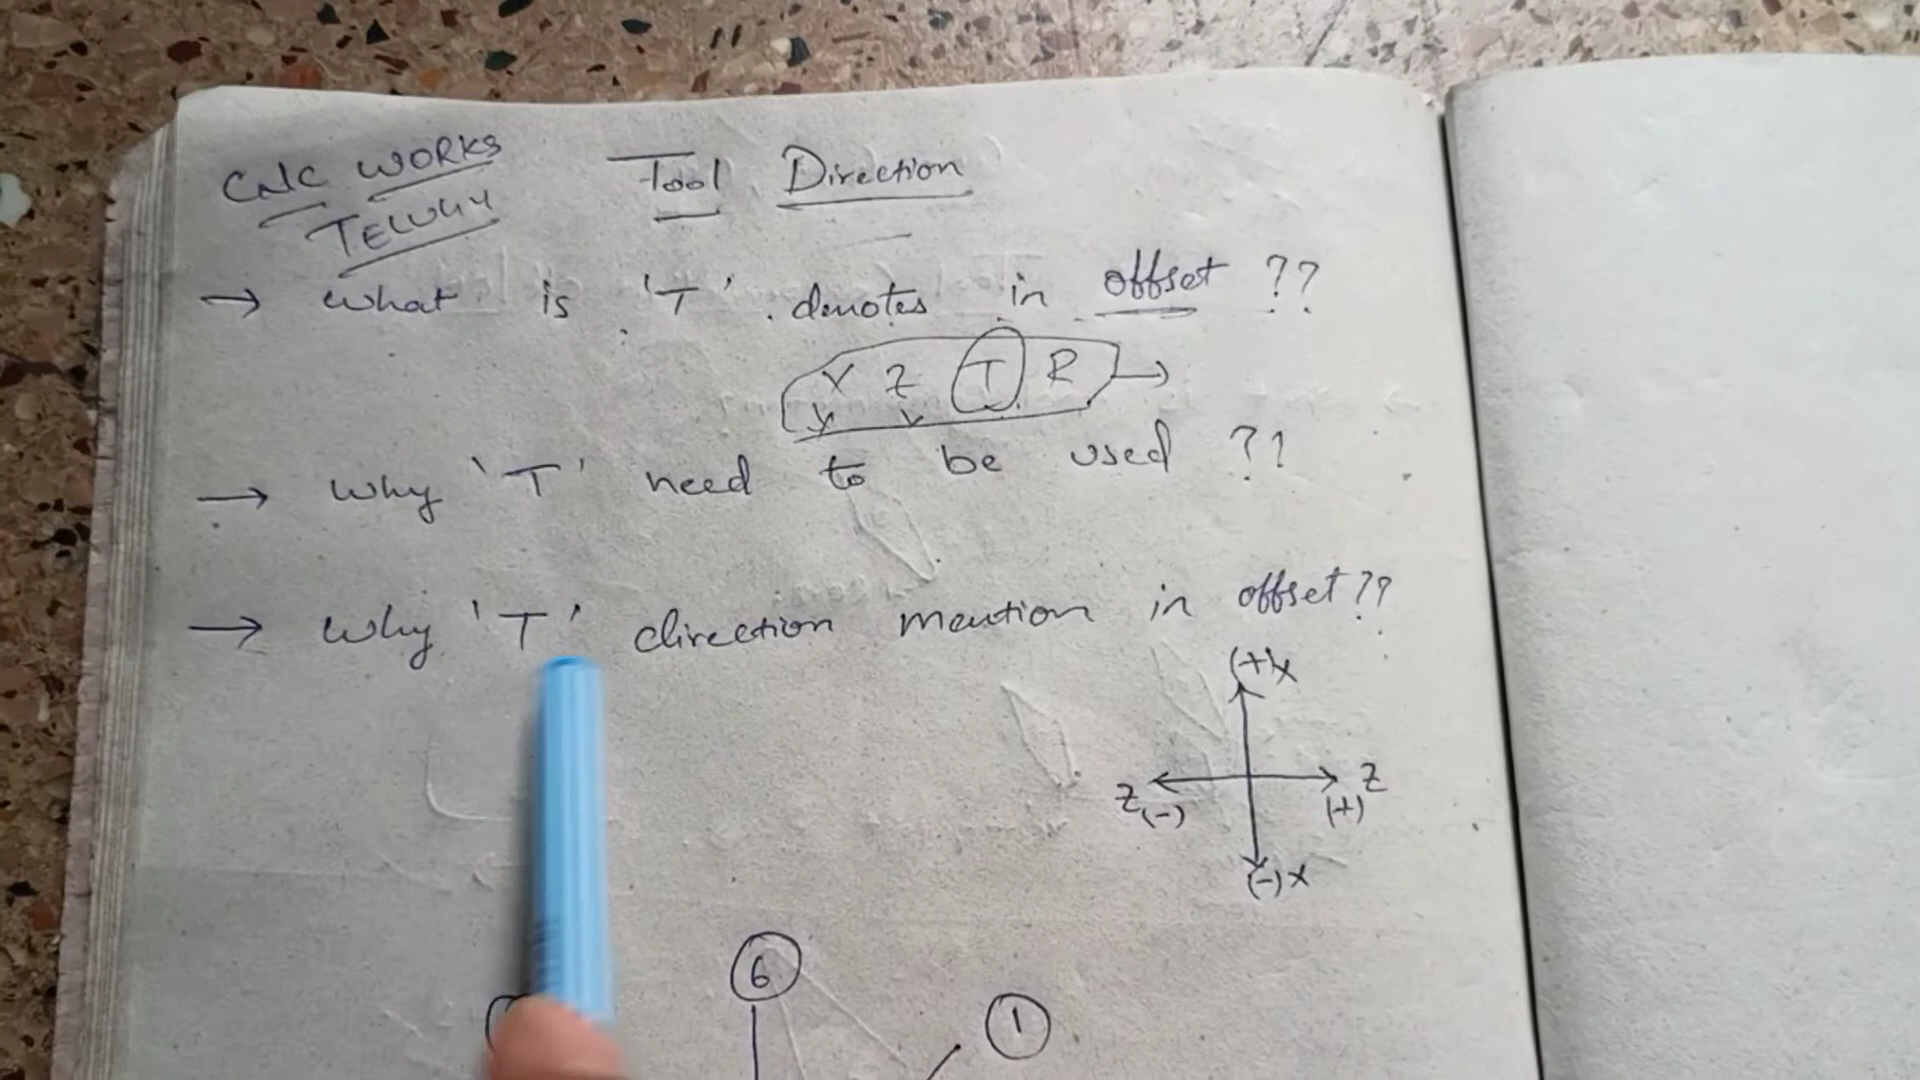 CNC WORKS
TELUGU
Tool Direction
→ What is 'T' denotes in offset ??
X Z T R →
→ Why 'T' need to be used ??
→ Why 'T' direction mention in offset ??
(+)X
Z (-)
Z (+)
(-)X
6
1